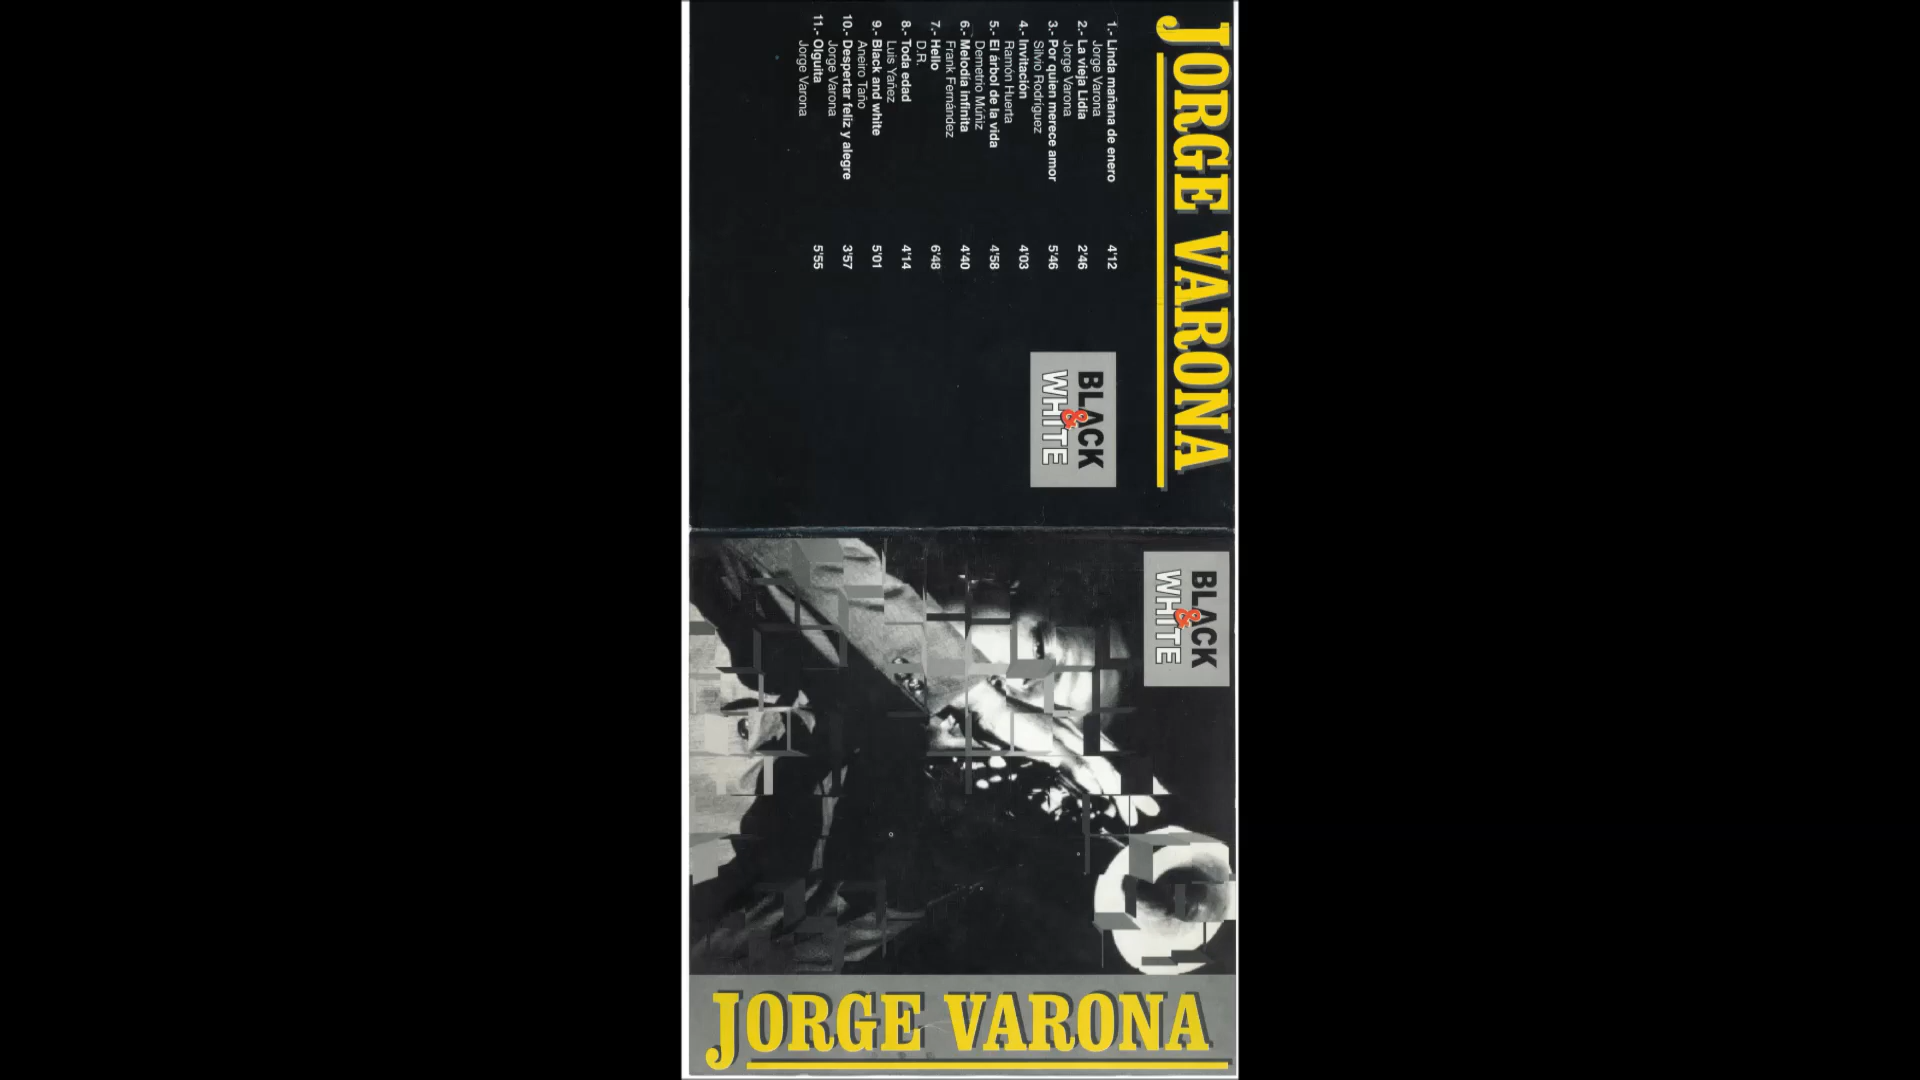 JORGE VARONA
1.- Linda mañana de enero 4'12
Jorge Varona
2.- La vieja Lidia 2'46
Jorge Varona
3.- Por quien merece amor 5'46
Silvio Rodríguez
4.- Invitación 4'03
Ramón Huerta
5.- El árbol de la vida 4'58
Demetrio Muñiz
6.- Melodía infinita 4'40
Frank Fernández
7.- Hello 6'48
D.R.
8.- Toda edad 4'14
Luis Yañez
9.- Black and white 5'01
Aneiro Taño
10.- Despertar feliz y alegre 3'57
Jorge Varona
11.- Olguita 5'55
Jorge Varona
BLACK
&
WHITE
BLACK
&
WHITE
JORGE VARONA